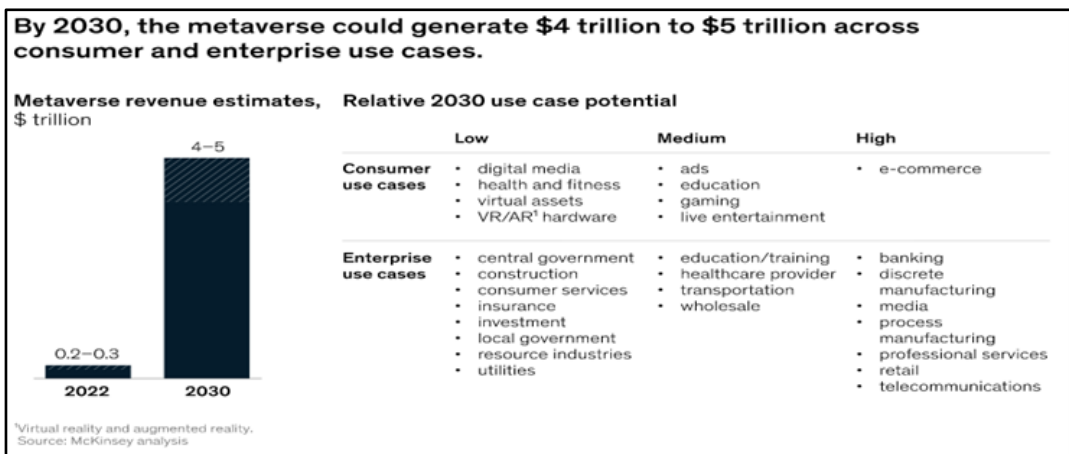 By 2030, the metaverse could generate $4 trillion to $5 trillion across
consumer and enterprise use cases.
Metaverse revenue estimates,
$ trillion
4–5
0.2–0.3
2022
2030
Relative 2030 use case potential
Low
Medium
High
Consumer
use cases
• digital media
• health and fitness
• virtual assets
• VR/AR¹ hardware
• ads
• education
• gaming
• live entertainment
• e-commerce
Enterprise
use cases
• central government
• construction
• consumer services
• insurance
• investment
• local government
• resource industries
• utilities
• education/training
• healthcare provider
• transportation
• wholesale
• banking
• discrete
manufacturing
• media
• process
manufacturing
• professional services
• retail
• telecommunications
¹Virtual reality and augmented reality.
Source: McKinsey analysis